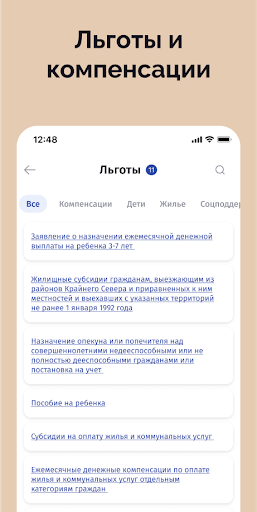 Льготы и
компенсации
12:48
Льготы 11
Все Компенсации Дети Жилье Соцподдер
Заявление о назначении ежемесячной денежной
выплаты на ребенка 3-7 лет
Жилищные субсидии гражданам, выезжающим из
районов Крайнего Севера и приравненных к ним
местностей и выехавших с указанных территорий
не ранее 1 января 1992 года
Назначение опекуна или попечителя над
совершеннолетними недееспособными или не
полностью дееспособными гражданами или
постановка на учет
Пособие на ребенка
Субсидии на оплату жилья и коммунальных услуг
Ежемесячные денежные компенсации по оплате
жилья и коммунальных услуг отдельным
категориям граждан